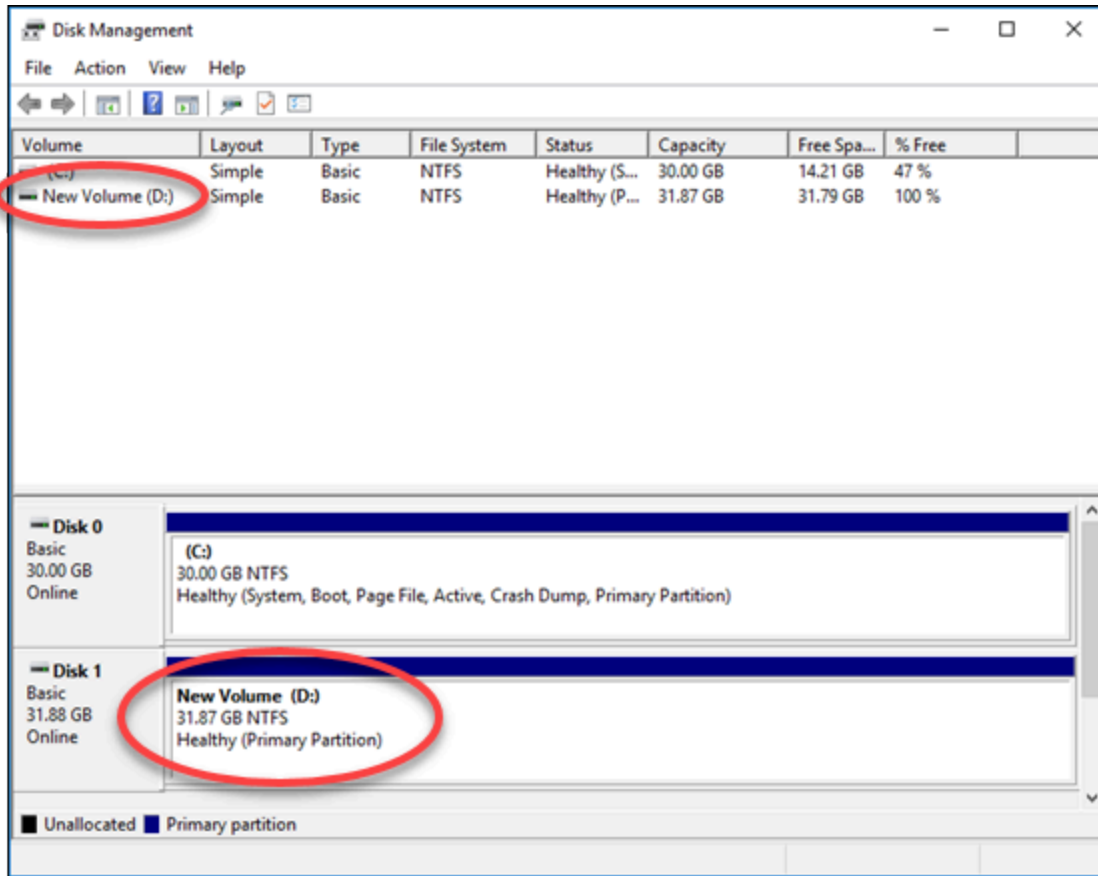 Disk Management
File Action View Help
Volume Layout Type File System Status Capacity Free Spa... % Free
(C:) Simple Basic NTFS Healthy (S... 30.00 GB 14.21 GB 47 %
New Volume (D:) Simple Basic NTFS Healthy (P... 31.87 GB 31.79 GB 100 %
Disk 0
Basic
30.00 GB
Online
(C:)
30.00 GB NTFS
Healthy (System, Boot, Page File, Active, Crash Dump, Primary Partition)
Disk 1
Basic
31.88 GB
Online
New Volume (D:)
31.87 GB NTFS
Healthy (Primary Partition)
Unallocated Primary partition